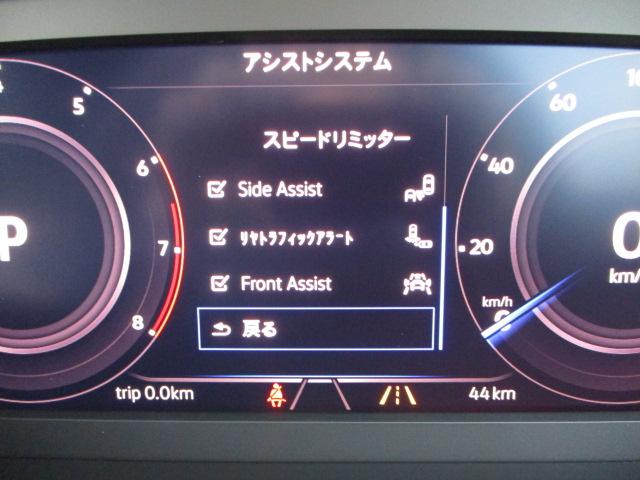 アシストシステム
スピードリミッター
Side Assist
ﾘﾔﾄﾗﾌｨｯｸｱﾗｰﾄ
Front Assist
戻る
5
6
7
8
P
60
40
20
0
km/h
0
km/
trip 0.0km
44 km